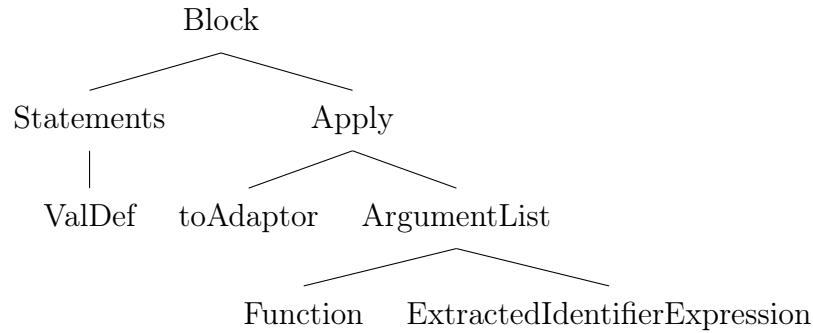 Block
Statements Apply
ValDef toAdaptor ArgumentList
Function ExtractedIdentifierExpression